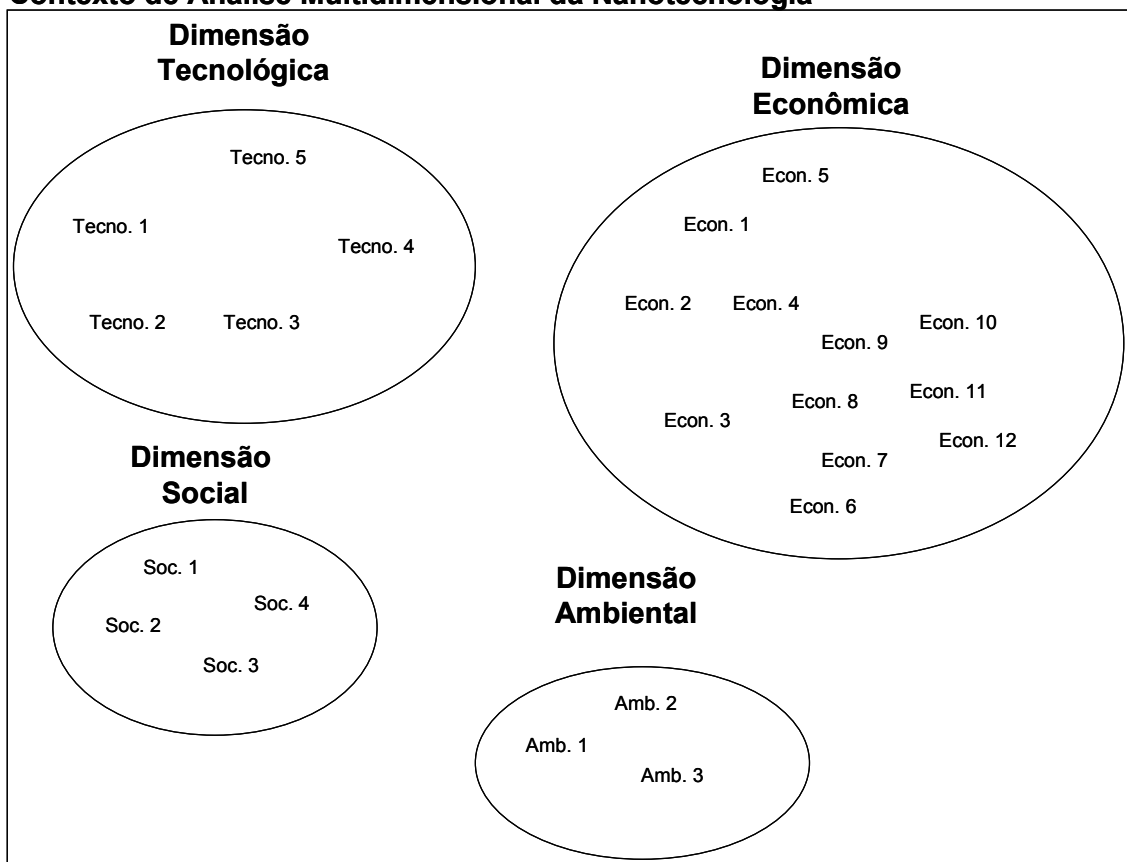 Contexto de Análise Multidimensional da Nanotecnologia
Dimensão
Tecnológica
Tecno. 5
Tecno. 1
Tecno. 4
Tecno. 2
Tecno. 3
Dimensão
Econômica
Econ. 5
Econ. 1
Econ. 2
Econ. 4
Econ. 10
Econ. 9
Econ. 11
Econ. 8
Econ. 3
Econ. 12
Econ. 7
Econ. 6
Dimensão
Social
Soc. 1
Soc. 4
Soc. 2
Soc. 3
Dimensão
Ambiental
Amb. 2
Amb. 1
Amb. 3